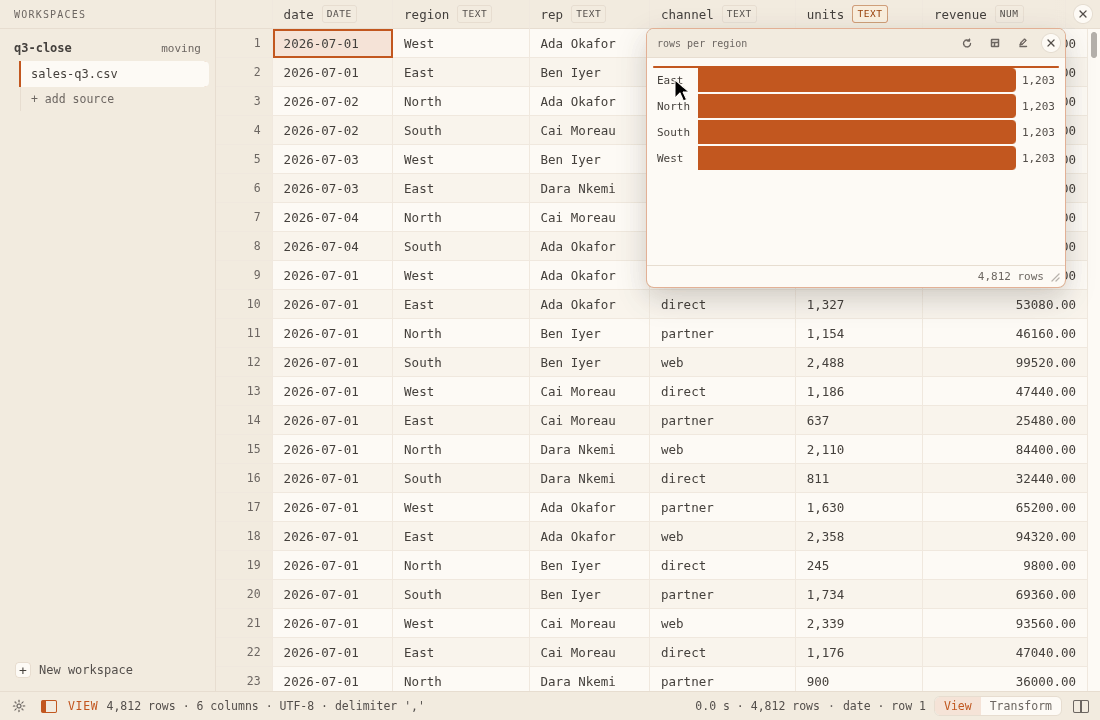 WORKSPACES
q3-close moving
sales-q3.csv
+ add source
+ New workspace
date DATE region TEXT rep TEXT channel TEXT units TEXT revenue NUM
1 2026-07-01 West Ada Okafor
2 2026-07-01 East Ben Iyer
3 2026-07-02 North Ada Okafor
4 2026-07-02 South Cai Moreau
5 2026-07-03 West Ben Iyer
6 2026-07-03 East Dara Nkemi
7 2026-07-04 North Cai Moreau
8 2026-07-04 South Ada Okafor
9 2026-07-01 West Ada Okafor
10 2026-07-01 East Ada Okafor direct 1,327 53080.00
11 2026-07-01 North Ben Iyer partner 1,154 46160.00
12 2026-07-01 South Ben Iyer web 2,488 99520.00
13 2026-07-01 West Cai Moreau direct 1,186 47440.00
14 2026-07-01 East Cai Moreau partner 637 25480.00
15 2026-07-01 North Dara Nkemi web 2,110 84400.00
16 2026-07-01 South Dara Nkemi direct 811 32440.00
17 2026-07-01 West Ada Okafor partner 1,630 65200.00
18 2026-07-01 East Ada Okafor web 2,358 94320.00
19 2026-07-01 North Ben Iyer direct 245 9800.00
20 2026-07-01 South Ben Iyer partner 1,734 69360.00
21 2026-07-01 West Cai Moreau web 2,339 93560.00
22 2026-07-01 East Cai Moreau direct 1,176 47040.00
23 2026-07-01 North Dara Nkemi partner 900 36000.00
rows per region
East 1,203
North 1,203
South 1,203
West 1,203
4,812 rows
VIEW 4,812 rows · 6 columns · UTF-8 · delimiter ','
0.0 s · 4,812 rows · date · row 1 View Transform